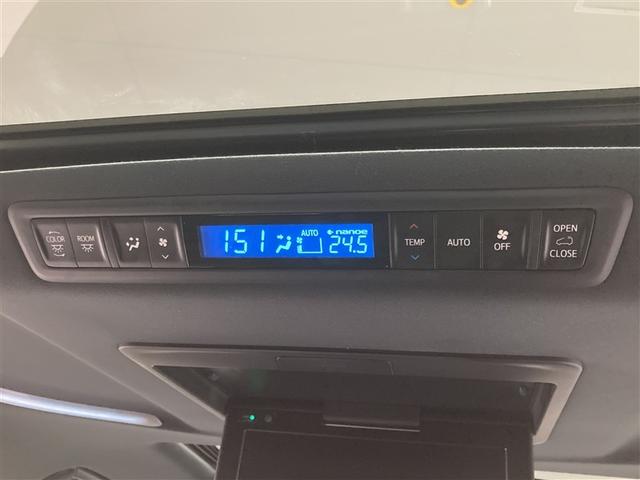 COLOR
ROOM
151
AUTO
nanoe
24.5
TEMP
AUTO
OFF
OPEN
CLOSE